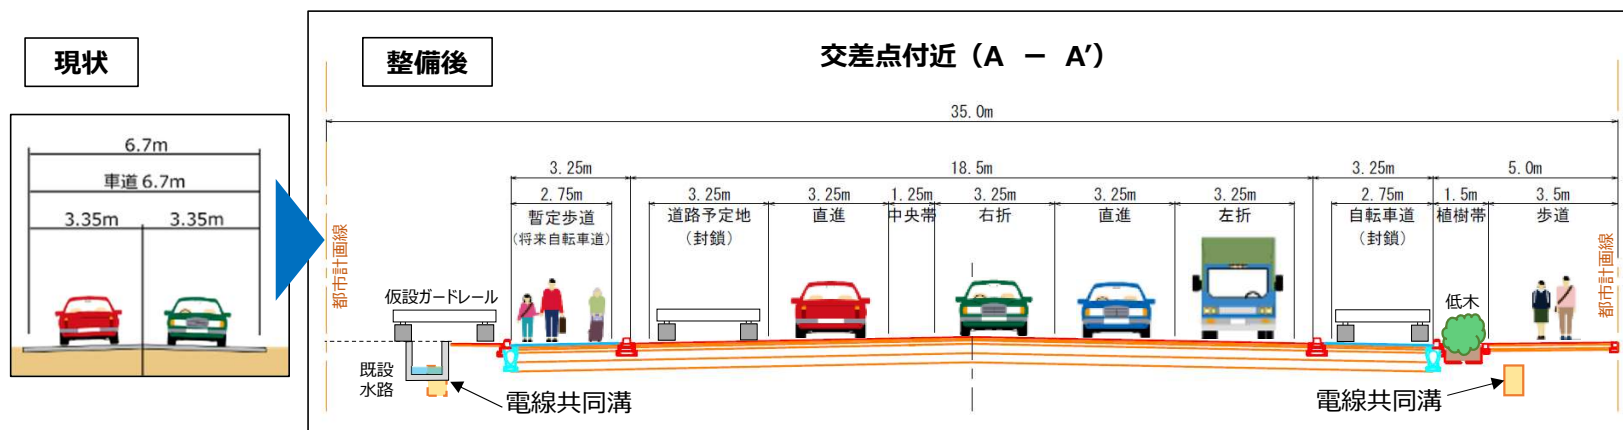 現状
6.7m
車道6.7m
3.35m 3.35m
整備後
交差点付近（A － A’）
35.0m
3.25m 18.5m 3.25m 5.0m
2.75m 3.25m 3.25m 1.25m 3.25m 3.25m 3.25m 2.75m 1.5m 3.5m
暫定歩道 道路予定地 直進 中央帯 右折 直進 左折 自転車道 植樹帯 歩道
(将来自転車道) (封鎖) (封鎖)
都市計画線
都市計画線
仮設ガードレール
低木
既設
水路
電線共同溝
電線共同溝